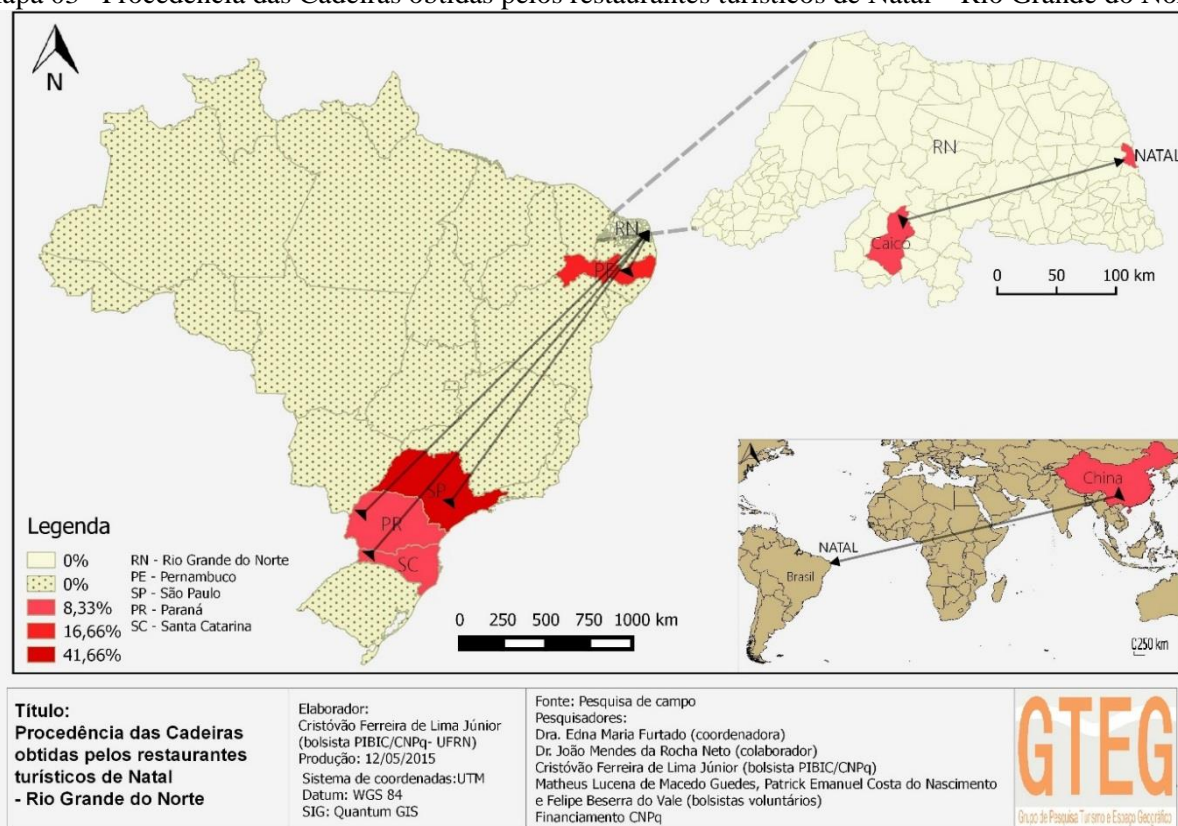 apa 03 - Procedência das Cadeiras obtidas pelos restaurantes turísticos de Natal – Rio Grande do Nor
N
RN
NATAL
Caicó
0 50 100 km
RN
PE
SP
PR
SC
China
NATAL
Brasil
0250 km
Legenda
0%
0%
8,33%
16,66%
41,66%
RN - Rio Grande do Norte
PE - Pernambuco
SP - São Paulo
PR - Paraná
SC - Santa Catarina
0 250 500 750 1000 km
Título:
Procedência das Cadeiras
obtidas pelos restaurantes
turísticos de Natal
- Rio Grande do Norte
Elaborador:
Cristóvão Ferreira de Lima Júnior
(bolsista PIBIC/CNPq- UFRN)
Produção: 12/05/2015
Sistema de coordenadas:UTM
Datum: WGS 84
SIG: Quantum GIS
Fonte: Pesquisa de campo
Pesquisadores:
Dra. Edna Maria Furtado (coordenadora)
Dr. João Mendes da Rocha Neto (colaborador)
Cristóvão Ferreira de Lima Júnior (bolsista PIBIC/CNPq)
Matheus Lucena de Macedo Guedes, Patrick Emanuel Costa do Nascimento
e Felipe Beserra do Vale (bolsistas voluntários)
Financiamento CNPq
GTEG
Grupo de Pesquisa Turismo e Espaço Geográfico